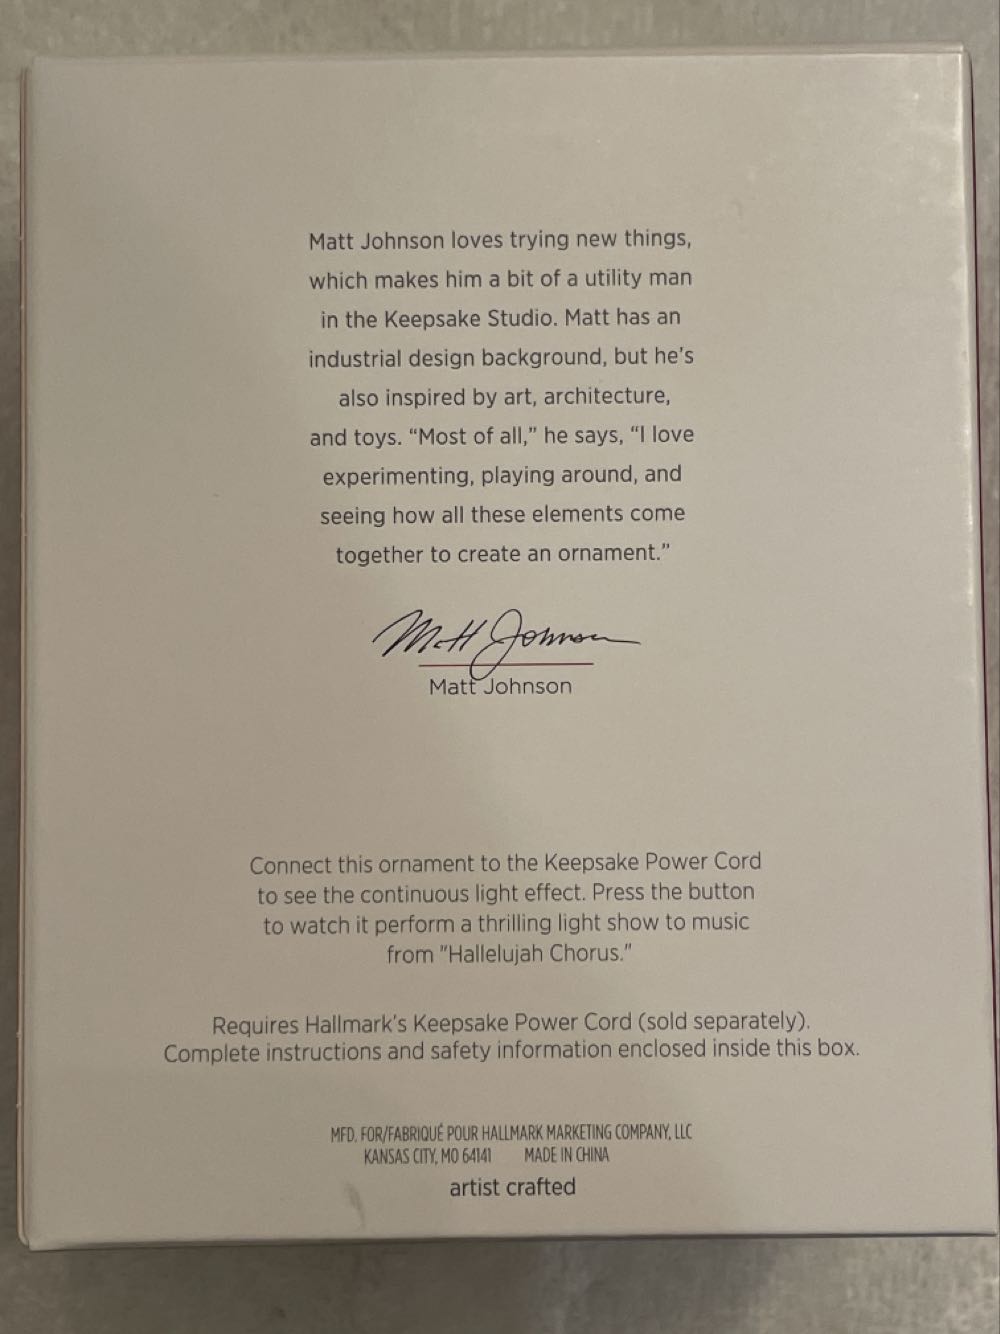 Matt Johnson loves trying new things,
which makes him a bit of a utility man
in the Keepsake Studio. Matt has an
industrial design background, but he's
also inspired by art, architecture,
and toys. “Most of all,” he says, “I love
experimenting, playing around, and
seeing how all these elements come
together to create an ornament.”
Matt Johnson
Matt Johnson
Connect this ornament to the Keepsake Power Cord
to see the continuous light effect. Press the button
to watch it perform a thrilling light show to music
from "Hallelujah Chorus."
Requires Hallmark's Keepsake Power Cord (sold separately).
Complete instructions and safety information enclosed inside this box.
MFD. FOR/FABRIQUÉ POUR HALLMARK MARKETING COMPANY, LLC
KANSAS CITY, MO 64141 MADE IN CHINA
artist crafted